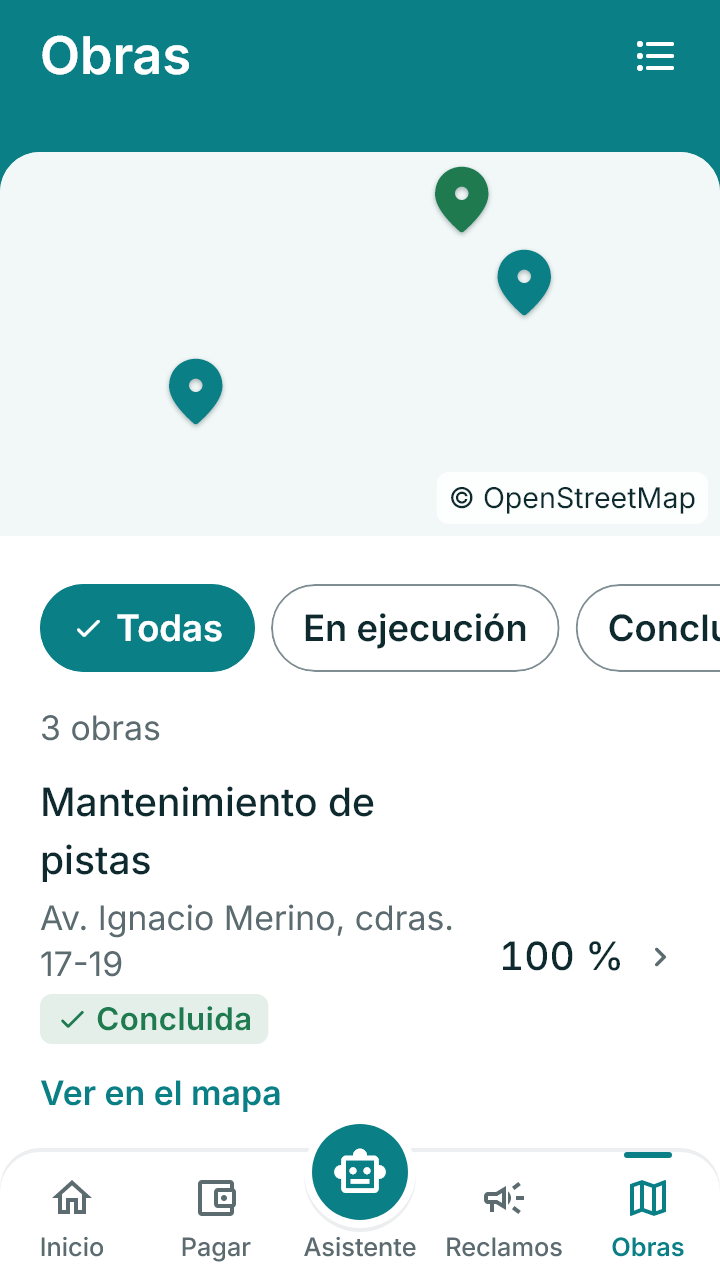 Obras
© OpenStreetMap
Todas
En ejecución
Conclu
3 obras
Mantenimiento de
pistas
Av. Ignacio Merino, cdras.
17-19
100 %
Concluida
Ver en el mapa
Inicio
Pagar
Asistente
Reclamos
Obras